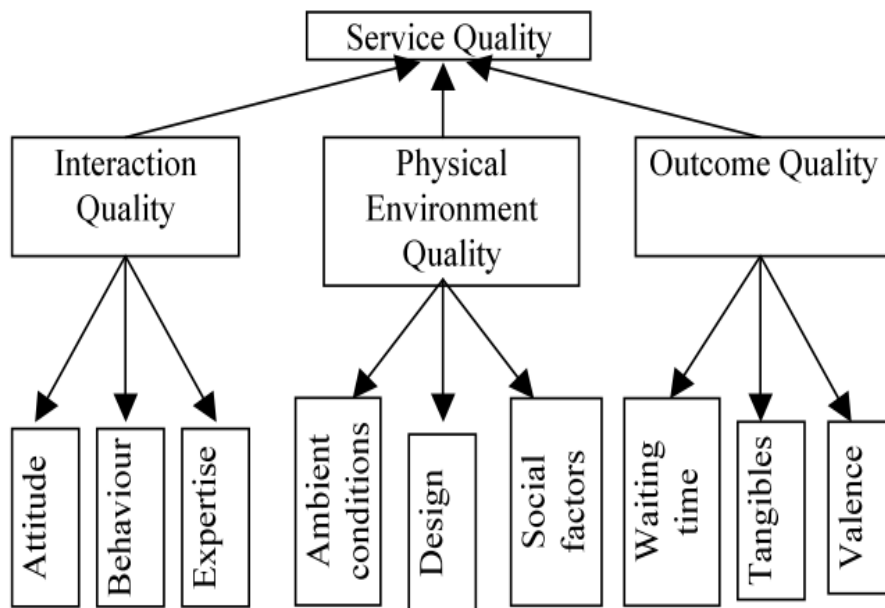 Service Quality
Interaction
Quality
Physical
Environment
Quality
Outcome Quality
Attitude
Behaviour
Expertise
Ambient
conditions
Design
Social
factors
Waiting
time
Tangibles
Valence